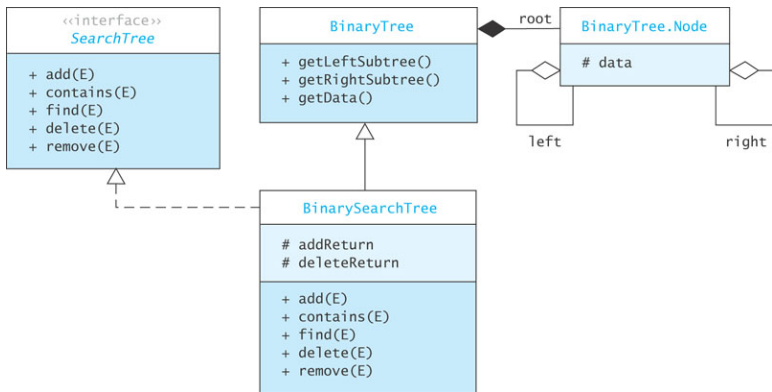 ‹‹interface››
SearchTree
+ add(E)
+ contains(E)
+ find(E)
+ delete(E)
+ remove(E)
BinaryTree
+ getLeftSubtree()
+ getRightSubtree()
+ getData()
root
BinaryTree.Node
# data
left
right
BinarySearchTree
# addReturn
# deleteReturn
+ add(E)
+ contains(E)
+ find(E)
+ delete(E)
+ remove(E)